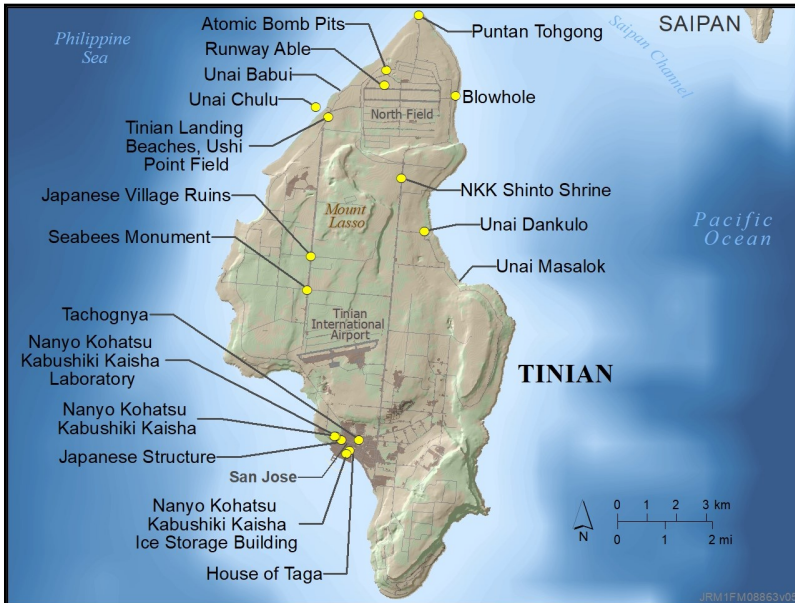 SAIPAN
Philippine
Sea
Saipan
Channel
Atomic Bomb Pits
Puntan Tohgong
Runway Able
Unai Babui
Unai Chulu
Blowhole
North Field
Tinian Landing
Beaches, Ushi
Point Field
Japanese Village Ruins
NKK Shinto Shrine
Mount
Lasso
Pacific
Ocean
Unai Dankulo
Seabees Monument
Unai Masalok
Tachognya
Tinian
International
Airport
Nanyo Kohatsu
Kabushiki Kaisha
Laboratory
TINIAN
Nanyo Kohatsu
Kabushiki Kaisha
Japanese Structure
San Jose
Nanyo Kohatsu
Kabushiki Kaisha
Ice Storage Building
House of Taga
N
0 1 2 3 km
0 1 2 mi
JRM1FM08863v05